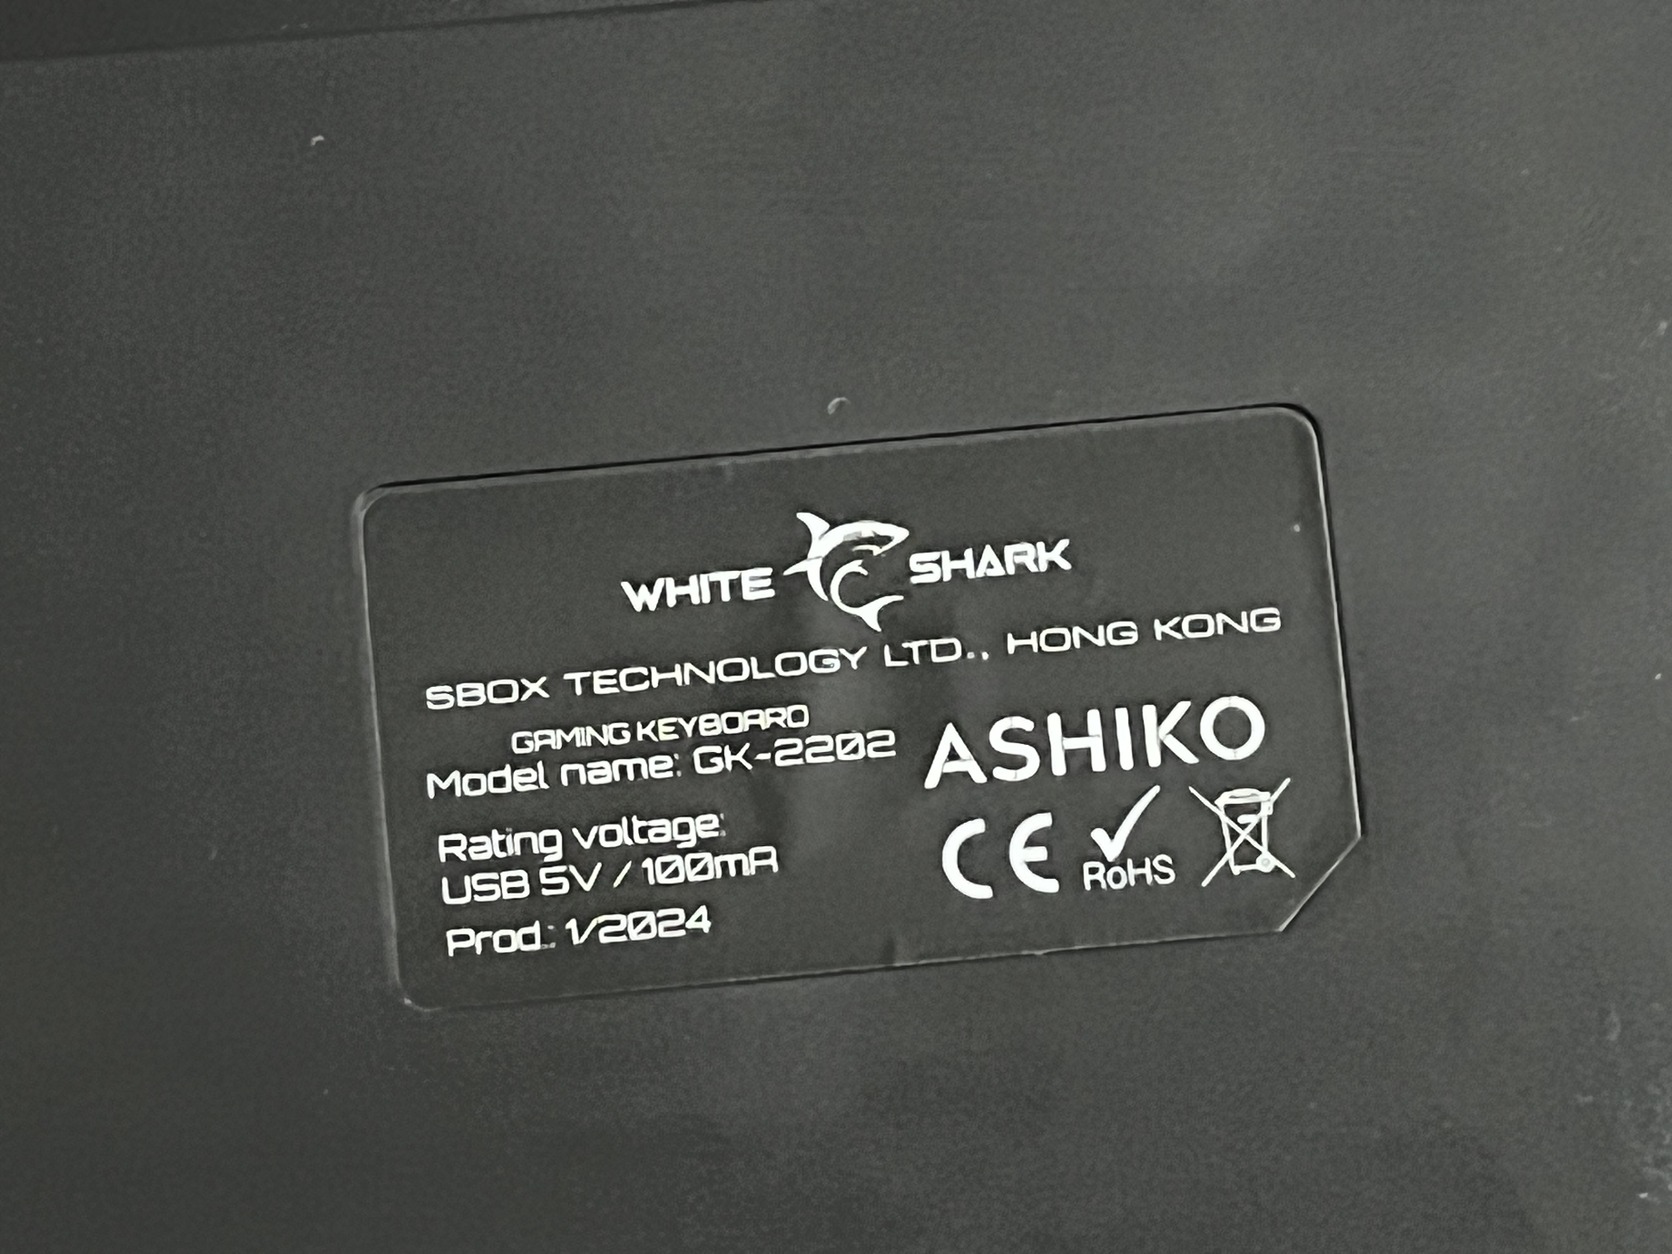 WHITE SHARK
SBOX TECHNOLOGY LTD., HONG KONG
GAMING KEYBOARD
Model name: GK-2202
ASHIKO
Rating voltage:
USB 5V / 100mA
CE RoHS
Prod.: 1/2024